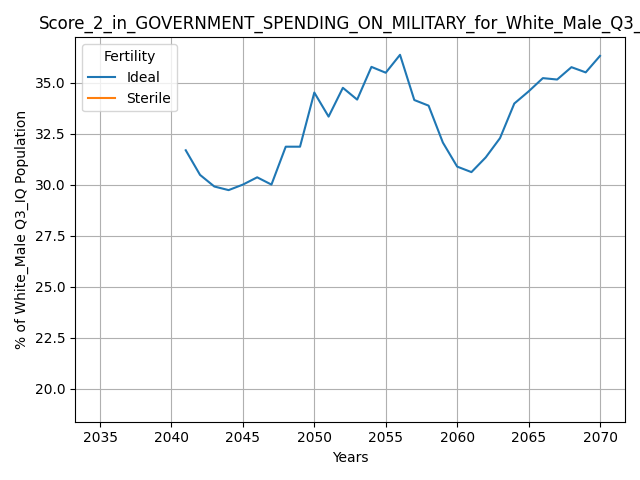 Score_2_in_GOVERNMENT_SPENDING_ON_MILITARY_for_White_Male_Q3_
Fertility
Ideal
Sterile
% of White_Male Q3_IQ Population
35.0
32.5
30.0
27.5
25.0
22.5
20.0
2035 2040 2045 2050 2055 2060 2065 2070
Years